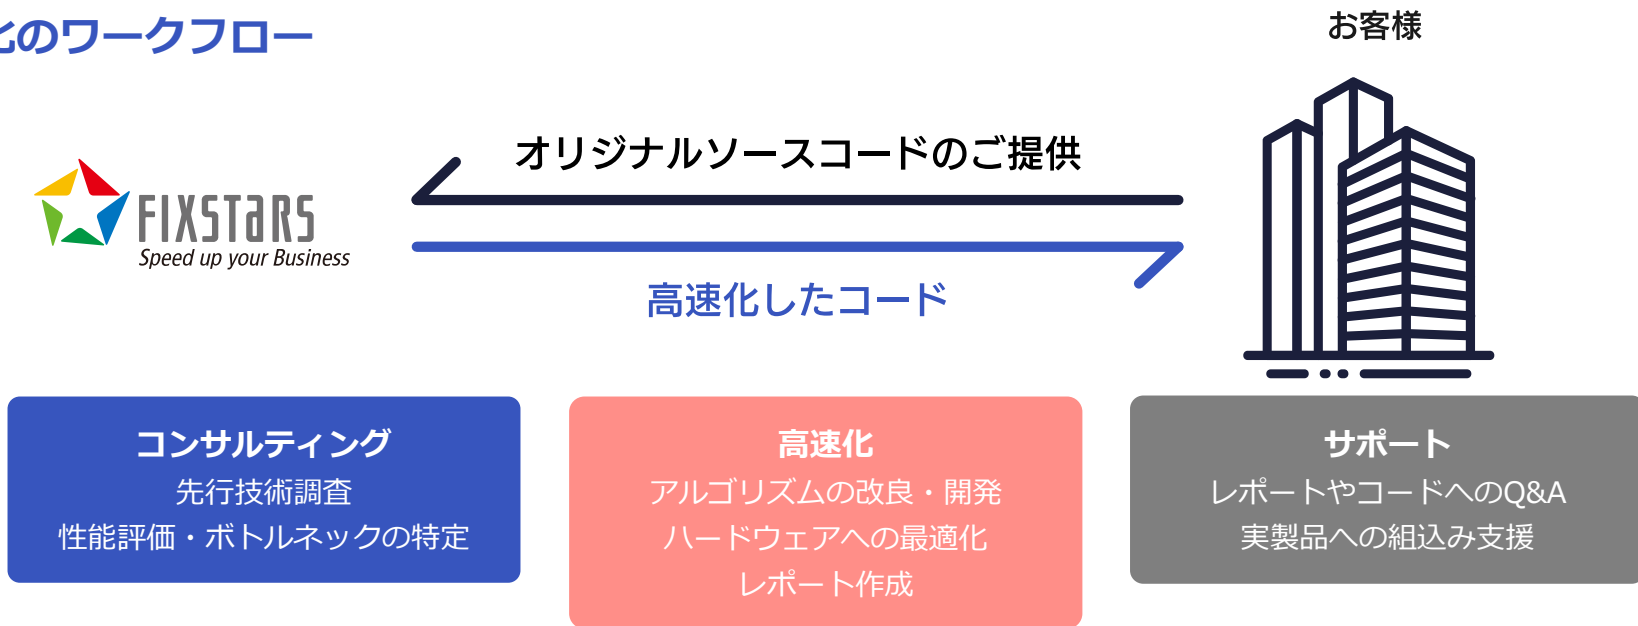 化のワークフロー
お客様
オリジナルソースコードのご提供
FIXSTARS
Speed up your Business
高速化したコード
コンサルティング
先行技術調査
性能評価・ボトルネックの特定
高速化
アルゴリズムの改良・開発
ハードウェアへの最適化
レポート作成
サポート
レポートやコードへのQ&A
実製品への組込み支援